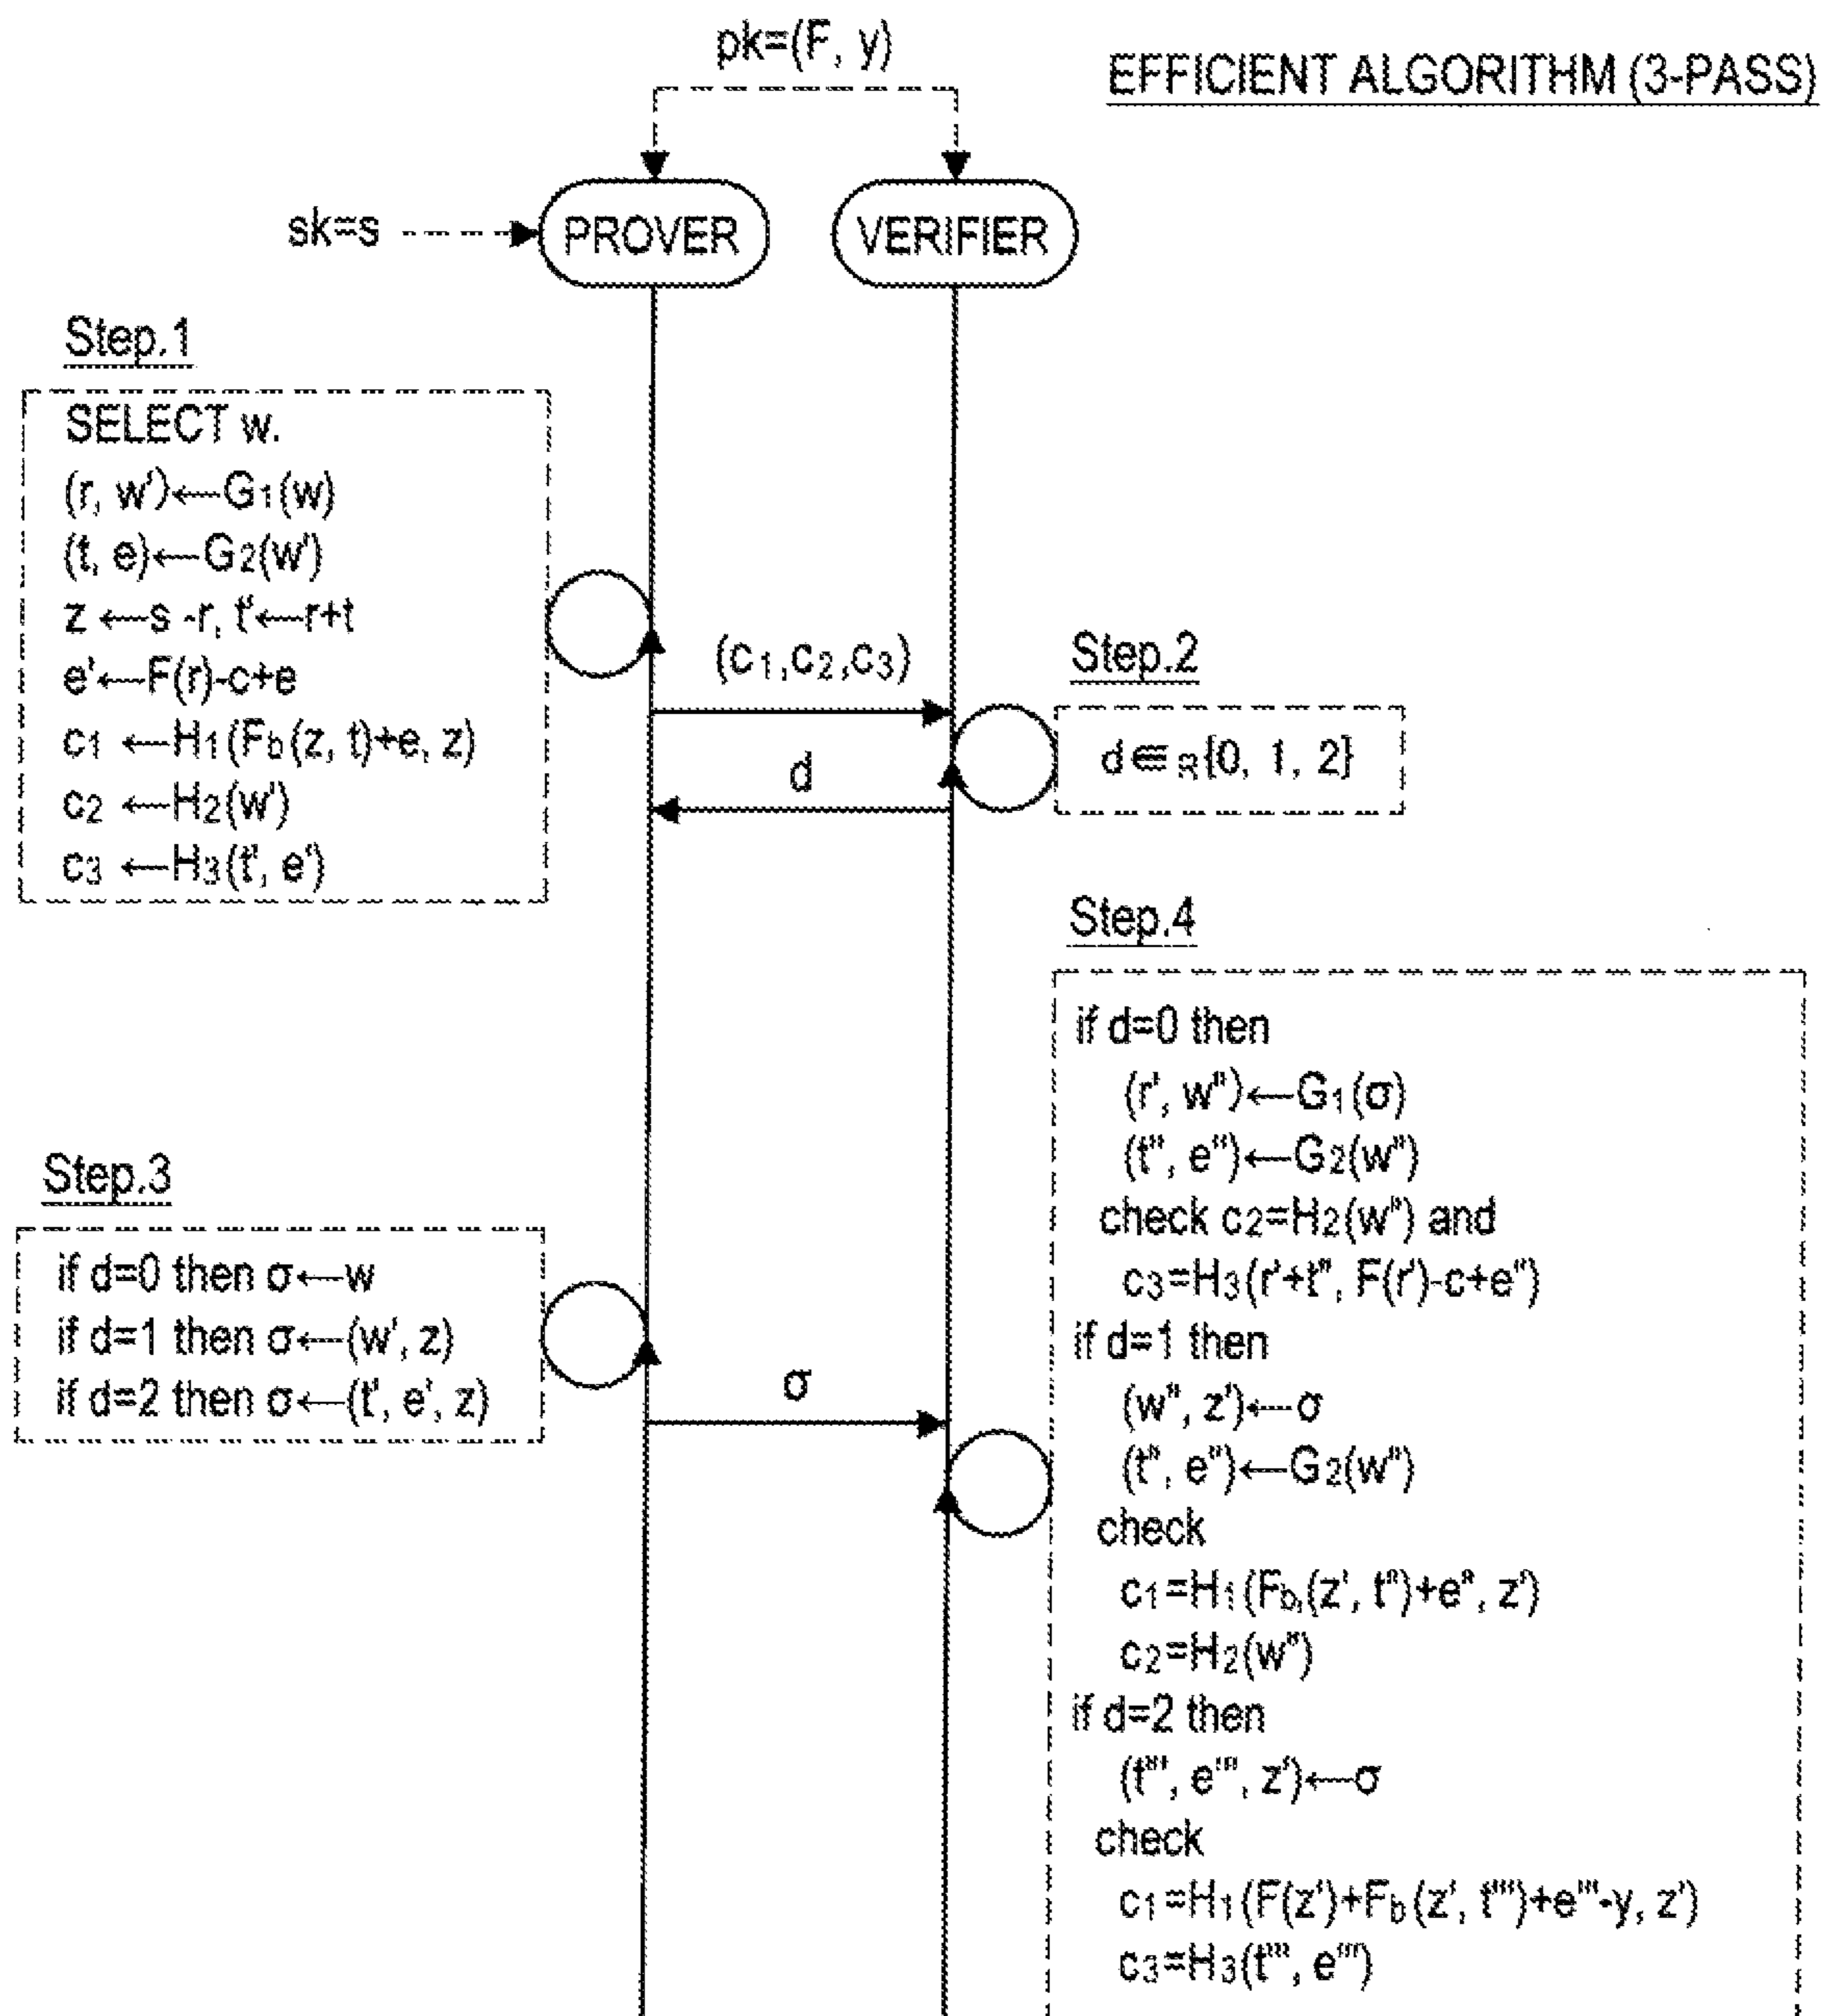 pk=(F, y)
EFFICIENT ALGORITHM (3-PASS)
sk=s
PROVER
VERIFIER
Step.1
SELECT w.
(r, w')←G1(w)
(t, e)←G2(w')
z ←s -r, t'←r+t
e'←F(r)-c+e
c1 ←H1(Fb(z, t)+e, z)
c2 ←H2(w')
c3 ←H3(t', e')
(c1,c2,c3)
Step.2
d∈R{0, 1, 2}
d
Step.3
if d=0 then σ←w
if d=1 then σ←(w', z)
if d=2 then σ←(t', e', z)
σ
Step.4
if d=0 then
(r', w")←G1(σ)
(t", e")←G2(w")
check c2=H2(w") and
c3=H3(r'+t", F(r')-c+e")
if d=1 then
(w", z')←σ
(t", e")←G2(w")
check
c1=H1(Fb,(z', t")+e", z')
c2=H2(w")
if d=2 then
(t''', e''', z')←σ
check
c1=H1(F(z')+Fb(z', t''')+e'''-y, z')
c3=H3(t''', e''')